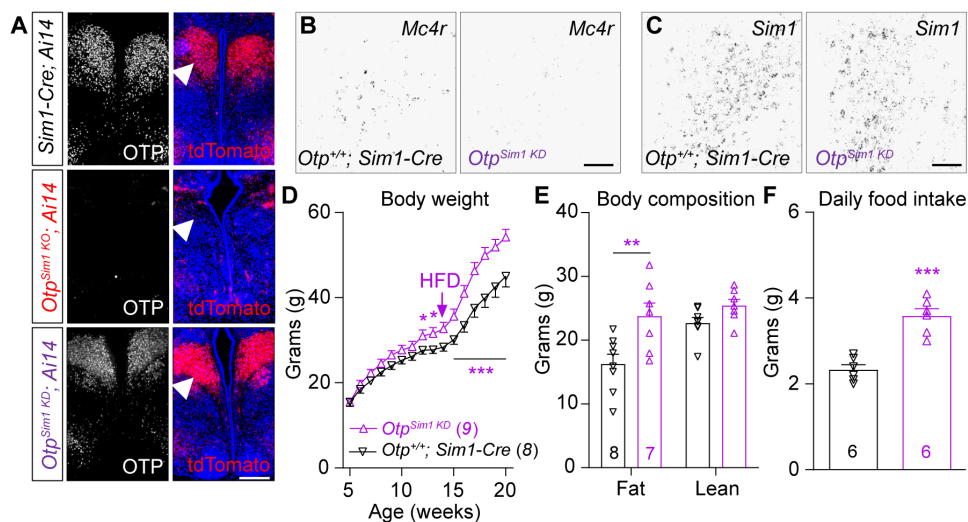 A
Sim1-Cre; Ai14
OTP
tdTomato
Otp^Sim1 KO; Ai14
OTP
tdTomato
Otp^Sim1 KD; Ai14
OTP
tdTomato
B
Mc4r
Mc4r
Otp^+/+; Sim1-Cre
Otp^Sim1 KD
C
Sim1
Sim1
Otp^+/+; Sim1-Cre
Otp^Sim1 KD
D
Body weight
Grams (g)
60
40
20
0
HFD
* *
***
Otp^Sim1 KD (9)
Otp^+/+; Sim1-Cre (8)
5 10 15 20
Age (weeks)
E
Body composition
Grams (g)
40
30
20
10
0
**
8 7
Fat Lean
F
Daily food intake
Grams (g)
6
4
2
0
***
6 6